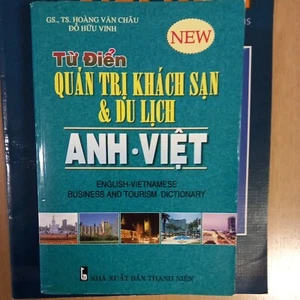 GS., TS. HOÀNG VĂN CHÂU
ĐỖ HỮU VINH
NEW
Từ Điển
QUẢN TRỊ KHÁCH SẠN
& DU LỊCH
ANH - VIỆT
ENGLISH-VIETNAMESE
BUSINESS AND TOURISM DICTIONARY
NHÀ XUẤT BẢN THANH NIÊN